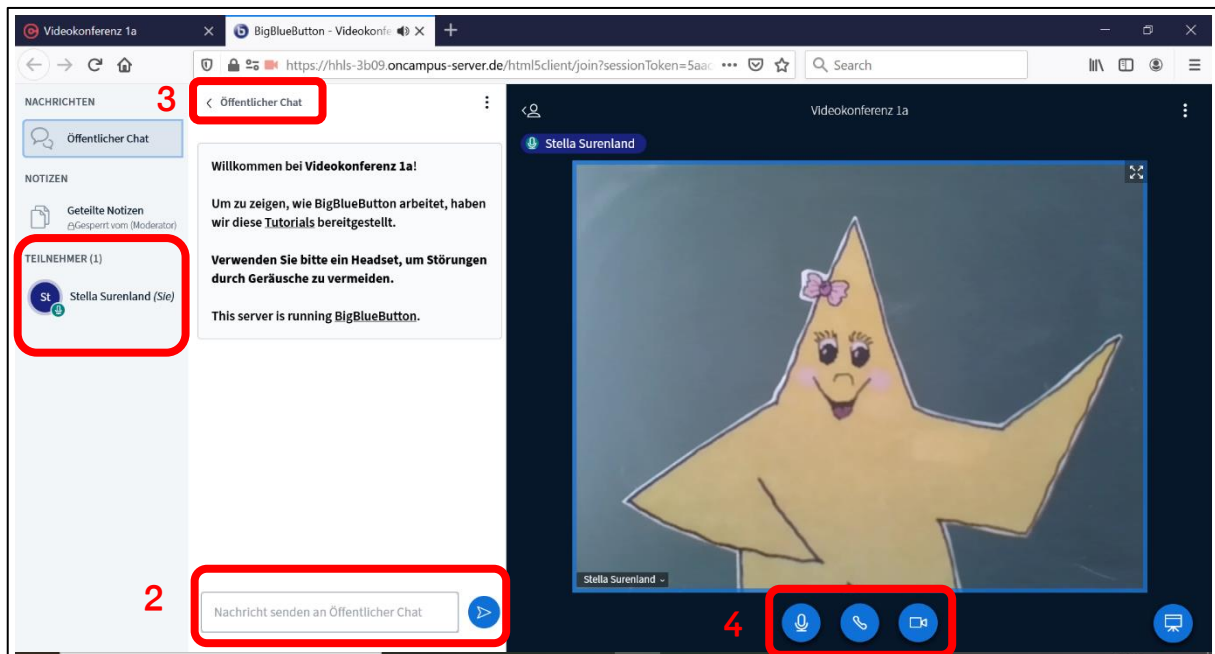 Videokonferenz 1a
BigBlueButton - Videokonfe
https://hhls-3b09.oncampus-server.de/html5client/join?sessionToken=5aac
Search
NACHRICHTEN
3
Öffentlicher Chat
Öffentlicher Chat
NOTIZEN
Geteilte Notizen
Gesperrt vom (Moderator)
TEILNEHMER (1)
St
Stella Surenland (Sie)
Willkommen bei Videokonferenz 1a!
Um zu zeigen, wie BigBlueButton arbeitet, haben
wir diese Tutorials bereitgestellt.
Verwenden Sie bitte ein Headset, um Störungen
durch Geräusche zu vermeiden.
This server is running BigBlueButton.
2
Nachricht senden an Öffentlicher Chat
Videokonferenz 1a
Stella Surenland
Stella Surenland
4